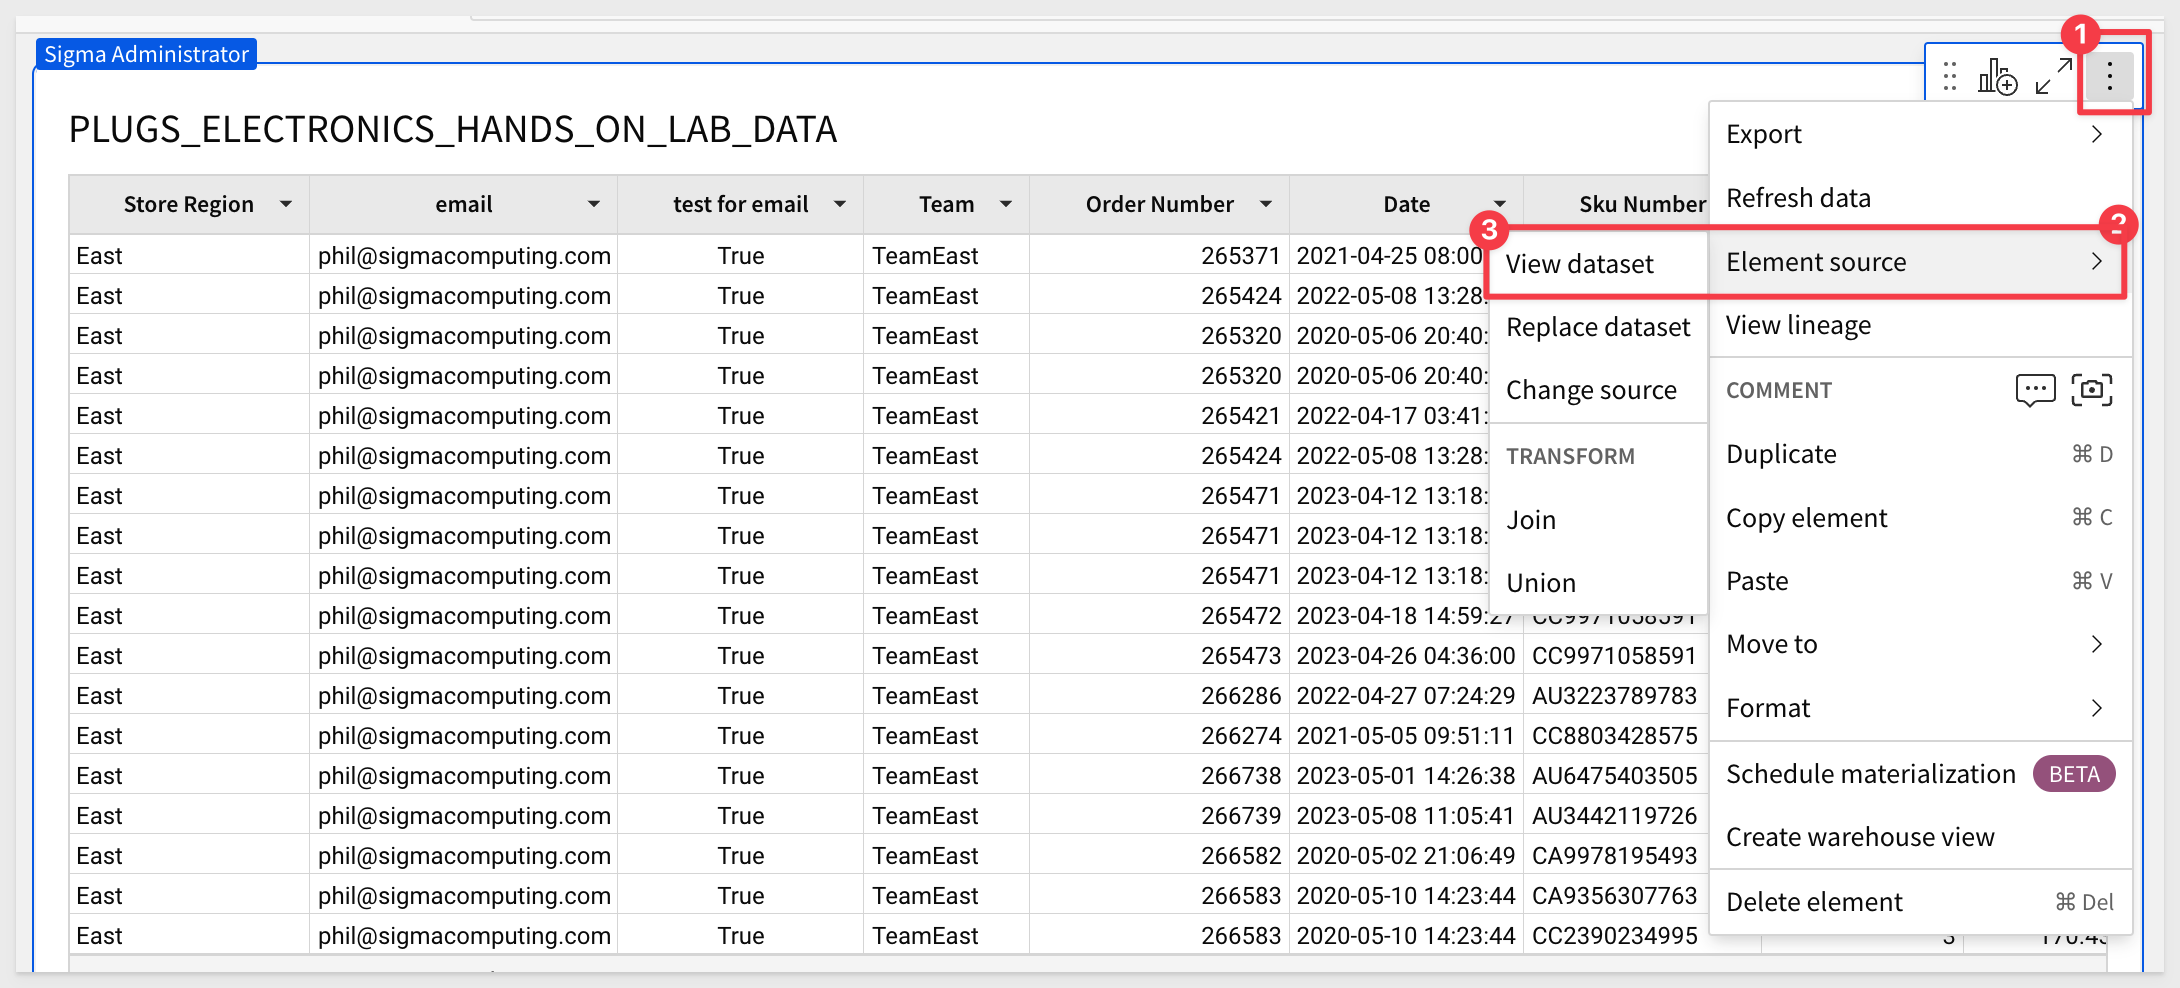 Sigma Administrator
1
PLUGS_ELECTRONICS_HANDS_ON_LAB_DATA
Store Region email test for email Team Order Number Date Sku Number
East phil@sigmacomputing.com True TeamEast 265371 2021-04-25 08:00
East phil@sigmacomputing.com True TeamEast 265424 2022-05-08 13:28:
East phil@sigmacomputing.com True TeamEast 265320 2020-05-06 20:40:
East phil@sigmacomputing.com True TeamEast 265320 2020-05-06 20:40:
East phil@sigmacomputing.com True TeamEast 265421 2022-04-17 03:41:
East phil@sigmacomputing.com True TeamEast 265424 2022-05-08 13:28:
East phil@sigmacomputing.com True TeamEast 265471 2023-04-12 13:18:
East phil@sigmacomputing.com True TeamEast 265471 2023-04-12 13:18:
East phil@sigmacomputing.com True TeamEast 265471 2023-04-12 13:18:
East phil@sigmacomputing.com True TeamEast 265472 2023-04-18 14:59:27 CC9971058591
East phil@sigmacomputing.com True TeamEast 265473 2023-04-26 04:36:00 CC9971058591
East phil@sigmacomputing.com True TeamEast 266286 2022-04-27 07:24:29 AU3223789783
East phil@sigmacomputing.com True TeamEast 266274 2021-05-05 09:51:11 CC8803428575
East phil@sigmacomputing.com True TeamEast 266738 2023-05-01 14:26:38 AU6475403505
East phil@sigmacomputing.com True TeamEast 266739 2023-05-08 11:05:41 AU3442119726
East phil@sigmacomputing.com True TeamEast 266582 2020-05-02 21:06:49 CA9978195493
East phil@sigmacomputing.com True TeamEast 266583 2020-05-10 14:23:44 CA9356307763
East phil@sigmacomputing.com True TeamEast 266583 2020-05-10 14:23:44 CC2390234995 3
3
View dataset
Replace dataset
Change source
TRANSFORM
Join
Union
Export
Refresh data
2
Element source
View lineage
COMMENT
Duplicate ⌘ D
Copy element ⌘ C
Paste ⌘ V
Move to
Format
Schedule materialization BETA
Create warehouse view
Delete element ⌘ Del